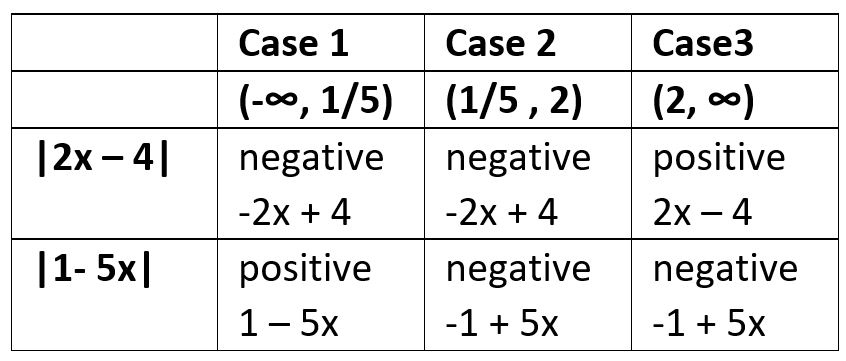 Case 1 Case 2 Case3
(-∞, 1/5) (1/5 , 2) (2, ∞)
|2x – 4| negative negative positive
-2x + 4 -2x + 4 2x – 4
|1- 5x| positive negative negative
1 – 5x -1 + 5x -1 + 5x